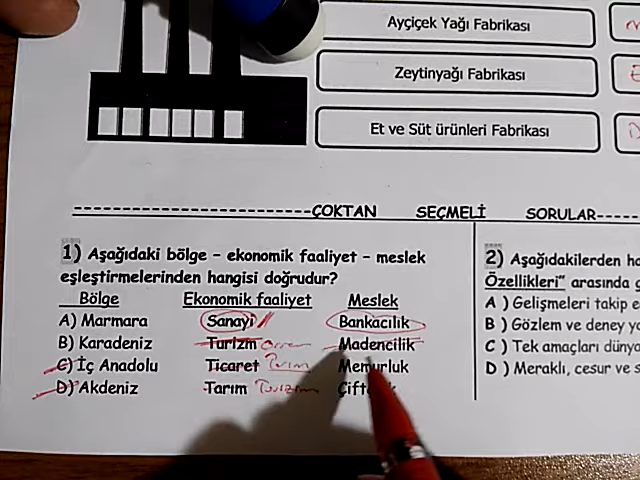 Ayçiçek Yağı Fabrikası
Zeytinyağı Fabrikası
Et ve Süt ürünleri Fabrikası
ÇOKTAN SEÇMELİ SORULAR
1) Aşağıdaki bölge - ekonomik faaliyet - meslek
eşleştirmelerinden hangisi doğrudur?
Bölge Ekonomik faaliyet Meslek
A) Marmara Sanayi Bankacılık
B) Karadeniz Turizm Madencilik
C) İç Anadolu Ticaret Tarım Memurluk
D) Akdeniz Tarım Turizm
2) Aşağıdakilerden
Özellikleri" arasında
A ) Gelişmeleri takip
B ) Gözlem ve deney
C ) Tek amaçları
D ) Meraklı, cesur ve